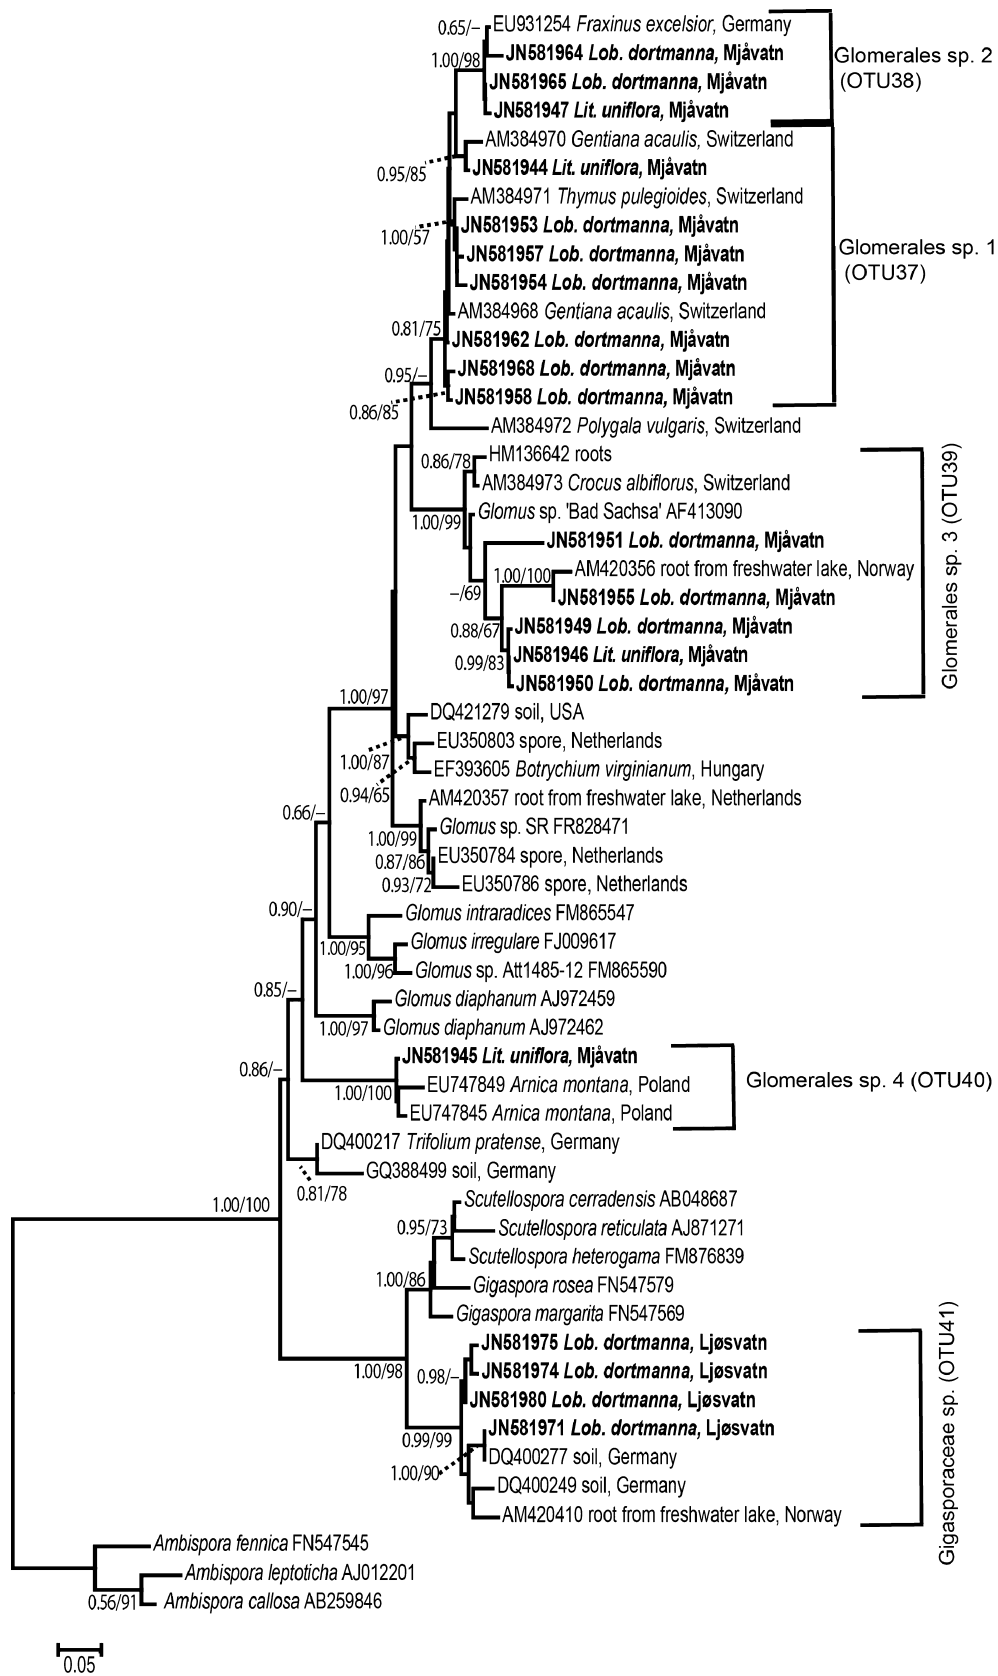 0.65/–
EU931254 Fraxinus excelsior, Germany
JN581964 Lob. dortmanna, Mjåvatn
1.00/98
JN581965 Lob. dortmanna, Mjåvatn
JN581947 Lit. uniflora, Mjåvatn
Glomerales sp. 2
(OTU38)
AM384970 Gentiana acaulis, Switzerland
0.95/85
JN581944 Lit. uniflora, Mjåvatn
AM384971 Thymus pulegioides, Switzerland
1.00/57
JN581953 Lob. dortmanna, Mjåvatn
JN581957 Lob. dortmanna, Mjåvatn
JN581954 Lob. dortmanna, Mjåvatn
Glomerales sp. 1
(OTU37)
AM384968 Gentiana acaulis, Switzerland
0.81/75
JN581962 Lob. dortmanna, Mjåvatn
0.95/–
JN581968 Lob. dortmanna, Mjåvatn
0.86/85
JN581958 Lob. dortmanna, Mjåvatn
AM384972 Polygala vulgaris, Switzerland
0.86/78
HM136642 roots
AM384973 Crocus albiflorus, Switzerland
1.00/99
Glomus sp. 'Bad Sachsa' AF413090
JN581951 Lob. dortmanna, Mjåvatn
1.00/100
AM420356 root from freshwater lake, Norway
–/69
JN581955 Lob. dortmanna, Mjåvatn
0.88/67
JN581949 Lob. dortmanna, Mjåvatn
0.99/83
JN581946 Lit. uniflora, Mjåvatn
JN581950 Lob. dortmanna, Mjåvatn
Glomerales sp. 3 (OTU39)
1.00/97
DQ421279 soil, USA
1.00/87
EU350803 spore, Netherlands
0.94/65
EF393605 Botrychium virginianum, Hungary
0.66/–
AM420357 root from freshwater lake, Netherlands
1.00/99
Glomus sp. SR FR828471
0.87/86
EU350784 spore, Netherlands
0.93/72
EU350786 spore, Netherlands
0.90/–
Glomus intraradices FM865547
1.00/95
Glomus irregulare FJ009617
1.00/96
Glomus sp. Att1485-12 FM865590
0.85/–
Glomus diaphanum AJ972459
1.00/97
Glomus diaphanum AJ972462
0.86/–
JN581945 Lit. uniflora, Mjåvatn
1.00/100
EU747849 Arnica montana, Poland
EU747845 Arnica montana, Poland
Glomerales sp. 4 (OTU40)
DQ400217 Trifolium pratense, Germany
0.81/78
GQ388499 soil, Germany
1.00/100
Scutellospora cerradensis AB048687
0.95/73
Scutellospora reticulata AJ871271
Scutellospora heterogama FM876839
1.00/86
Gigaspora rosea FN547579
Gigaspora margarita FN547569
1.00/98
JN581975 Lob. dortmanna, Ljøsvatn
0.98/–
JN581974 Lob. dortmanna, Ljøsvatn
JN581980 Lob. dortmanna, Ljøsvatn
0.99/99
JN581971 Lob. dortmanna, Ljøsvatn
1.00/90
DQ400277 soil, Germany
DQ400249 soil, Germany
AM420410 root from freshwater lake, Norway
Gigasporaceae sp. (OTU41)
Ambispora fennica FN547545
Ambispora leptoticha AJ012201
0.56/91
Ambispora callosa AB259846
0.05